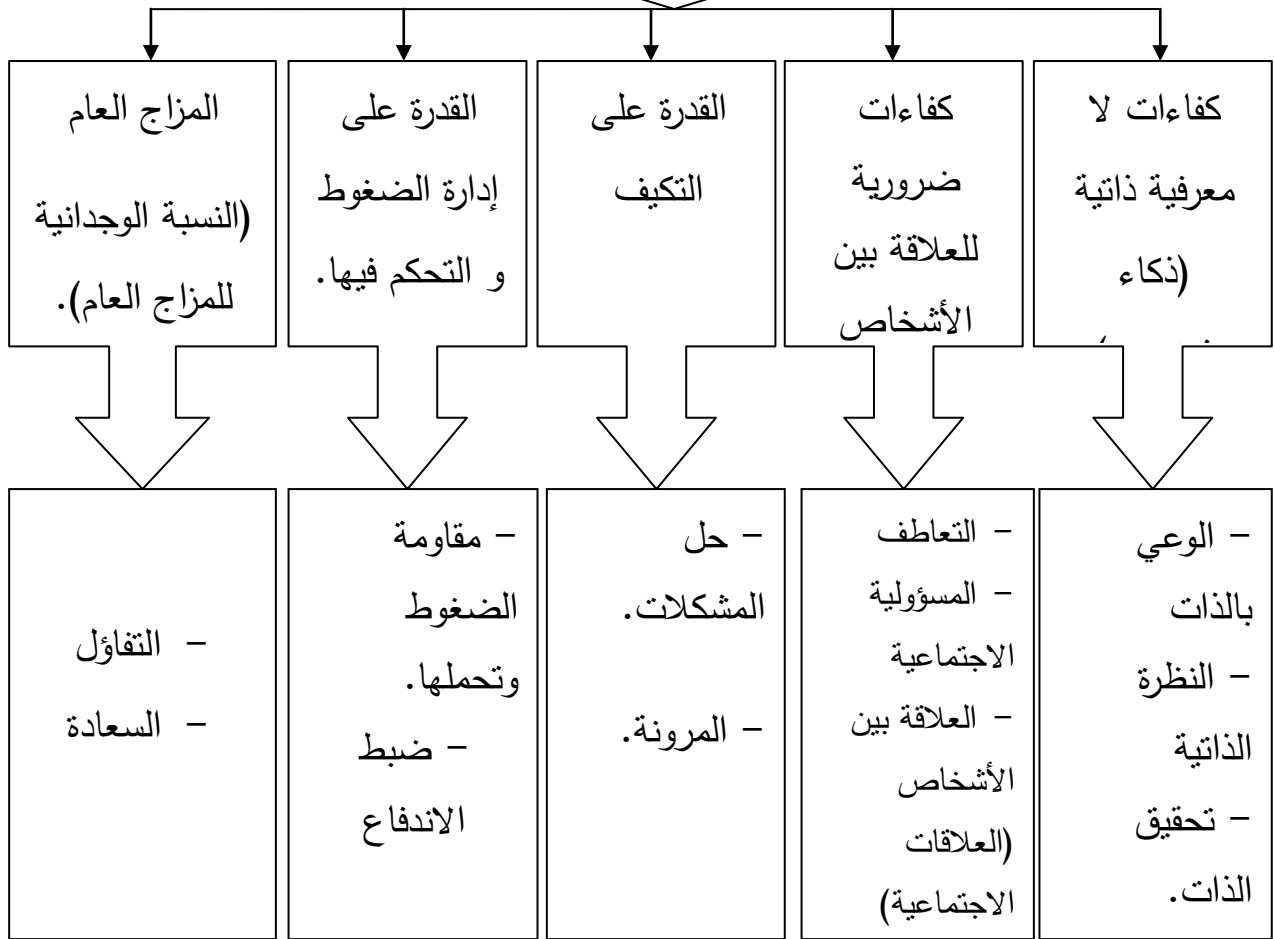 كفاءات لا
معرفية ذاتية
(ذكاء
كفاءات
ضرورية
للعلاقة بين
الأشخاص
القدرة على
التكيف
القدرة على
إدارة الضغوط
و التحكم فيها.
المزاج العام
(النسبة الوجدانية
للمزاج العام).
– الوعي
بالذات
– النظرة
الذاتية
– تحقيق
الذات.
– التعاطف
– المسؤولية
الاجتماعية
– العلاقة بين
الأشخاص
(العلاقات
الاجتماعية)
– حل
المشكلات.
– المرونة.
– مقاومة
الضغوط
وتحملها.
– ضبط
الاندفاع
– التفاؤل
– السعادة